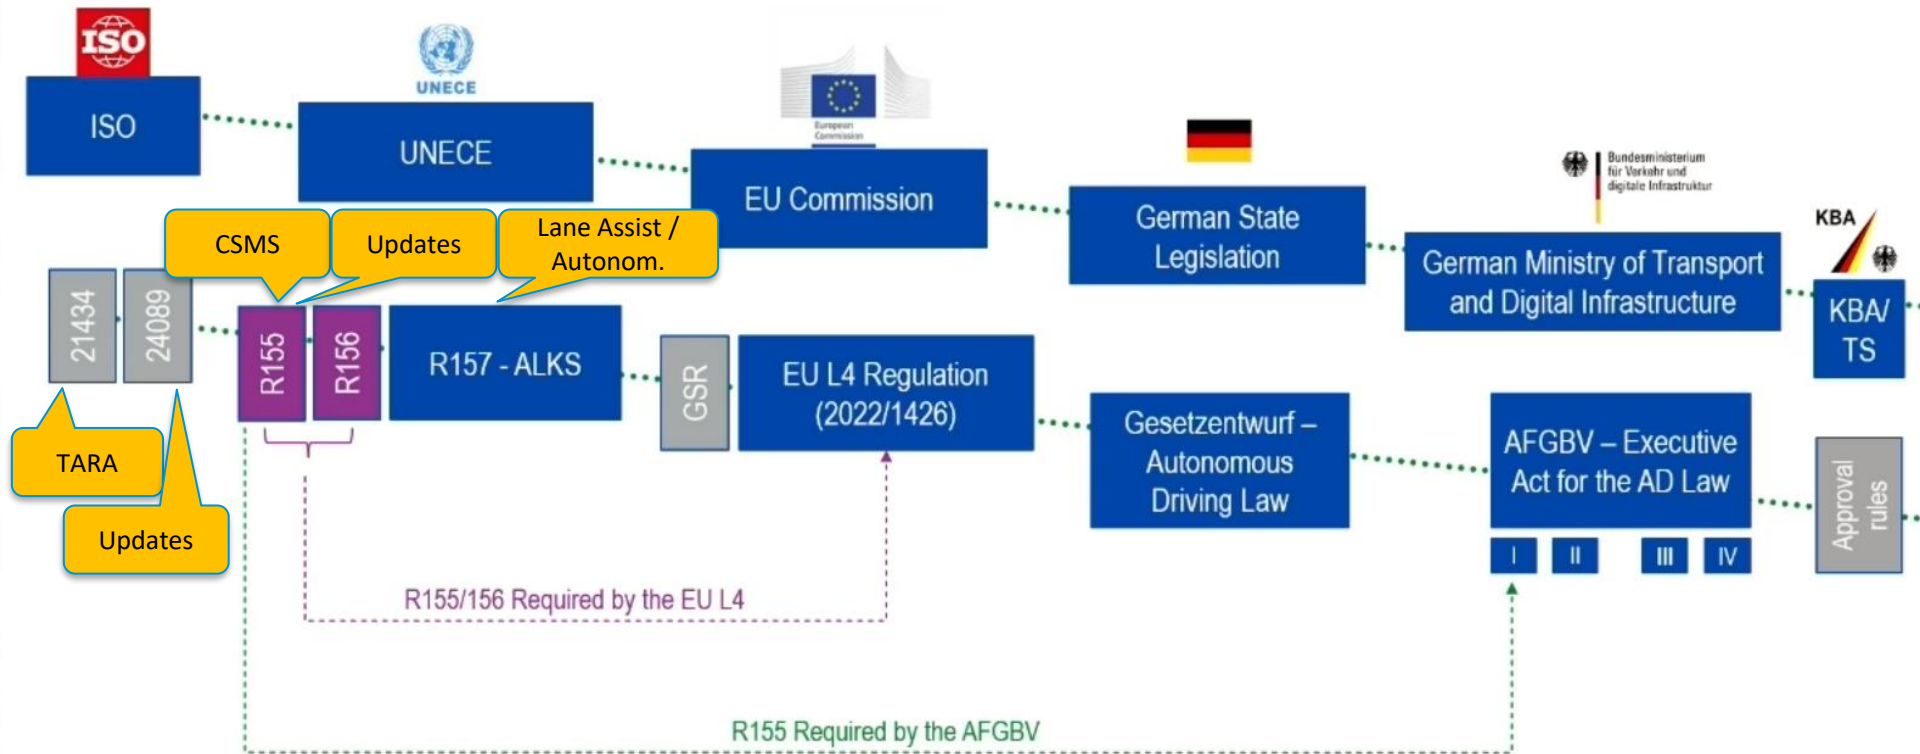 ISO
ISO
UNECE
UNECE
European
Commission
EU Commission
German State
Legislation
Bundesministerium
für Verkehr und
digitale Infrastruktur
German Ministry of Transport
and Digital Infrastructure
KBA
KBA/
TS
CSMS
Updates
Lane Assist /
Autonom.
21434
24089
R155
R156
R157 - ALKS
GSR
EU L4 Regulation
(2022/1426)
Gesetzentwurf –
Autonomous
Driving Law
AFGBV – Executive
Act for the AD Law
I
II
III
IV
Approval
rules
TARA
Updates
R155/156 Required by the EU L4
R155 Required by the AFGBV